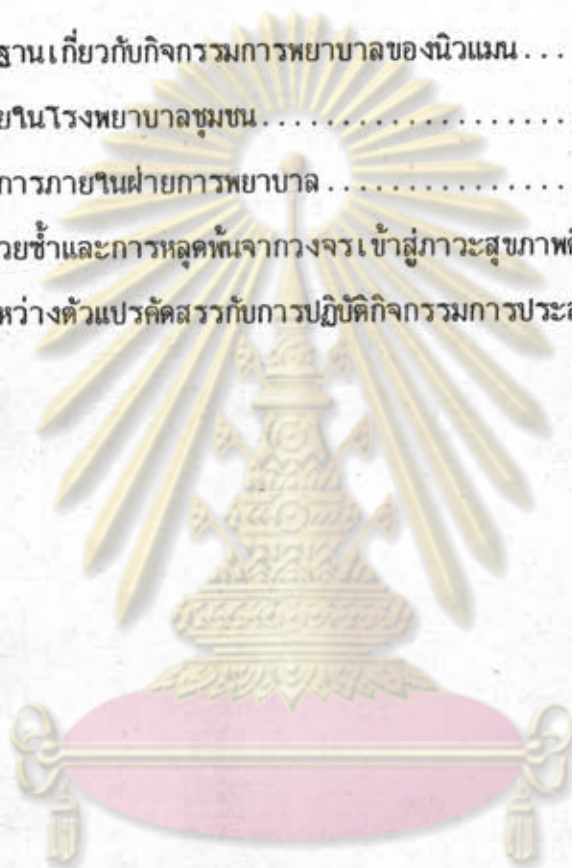 ฐานเกี่ยวกับกิจกรรมการพยาบาลของนิวแมน....
ยในโรงพยาบาลชุมชน......................
การภายในฝ่ายการพยาบาล.................
วยซ้ำและการหลุดพ้นจากวงจรเข้าสู่ภาวะสุขภาพดี
หว่างตัวแปรคัดสรรกับการปฏิบัติกิจกรรมการประส